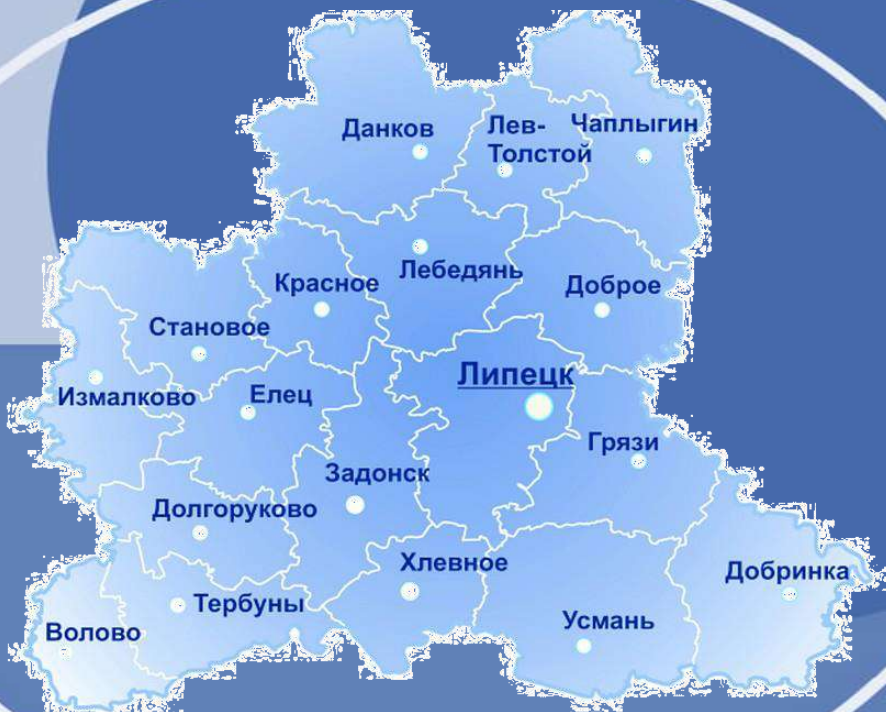 Данков
Лев-
Толстой
Чаплыгин
Лебедянь
Красное
Доброе
Становое
Липецк
Измалково
Елец
Грязи
Задонск
Долгоруково
Хлевное
Добринка
Тербуны
Усмань
Волово